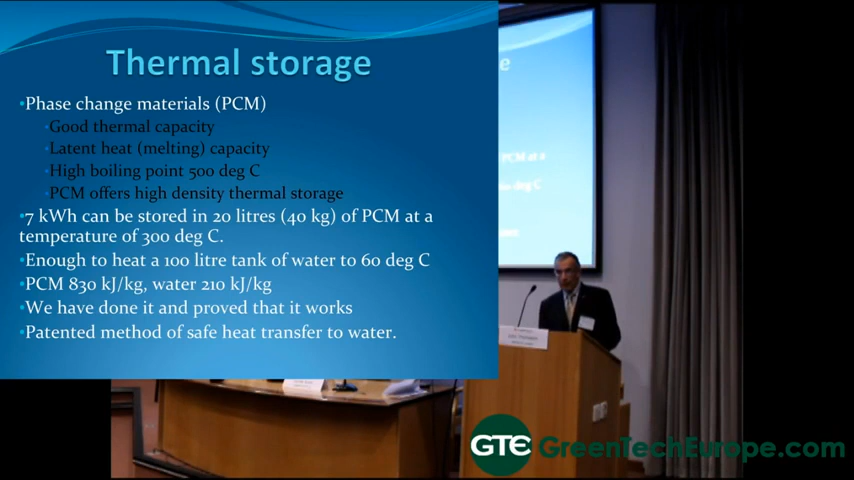 Thermal storage
•Phase change materials (PCM)
•Good thermal capacity
•Latent heat (melting) capacity
•High boiling point 500 deg C
•PCM offers high density thermal storage
•7 kWh can be stored in 20 litres (40 kg) of PCM at a
temperature of 300 deg C.
•Enough to heat a 100 litre tank of water to 60 deg C
•PCM 830 kJ/kg, water 210 kJ/kg
•We have done it and proved that it works
•Patented method of safe heat transfer to water.
e
PCM at a
deg C
GTE GreenTechEurope.com